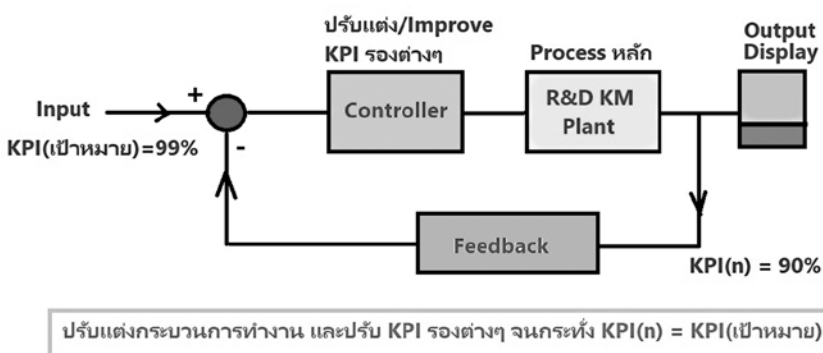 ปรับแต่ง/Improve
KPI รองต่างๆ
Process หลัก
Output
Display
+
Input
Controller
R&D KM
Plant
KPI(เป้าหมาย)=99%
-
Feedback
KPI(n) = 90%
ปรับแต่งกระบวนการทำงาน และปรับ KPI รองต่างๆ จนกระทั่ง KPI(n) = KPI(เป้าหมาย)